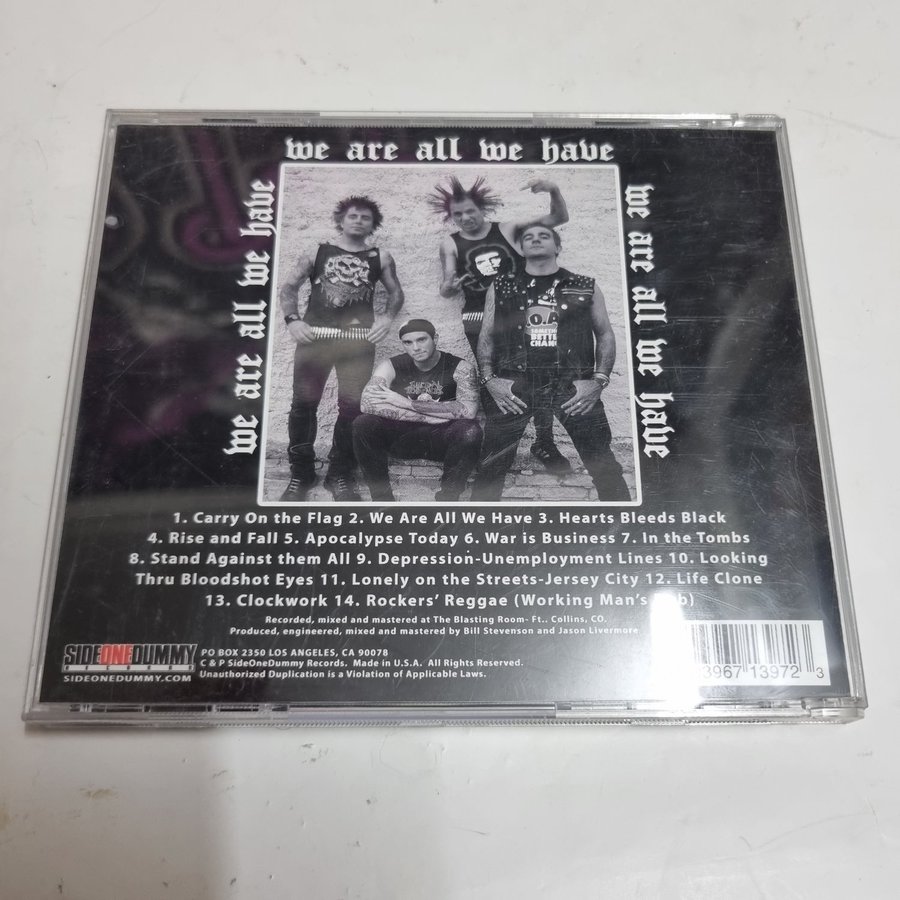 we are all we have
we are all we have
we are all we have
1. Carry On the Flag 2. We Are All We Have 3. Hearts Bleeds Black
4. Rise and Fall 5. Apocalypse Today 6. War is Business 7. In the Tombs
8. Stand Against them All 9. Depression-Unemployment Lines 10. Looking
Thru Bloodshot Eyes 11. Lonely on the Streets-Jersey City 12. Life Clone
13. Clockwork 14. Rockers' Reggae (Working Man's
Recorded, mixed and mastered at The Blasting Room- Ft.. Collins, CO.
Produced, engineered, mixed and mastered by Bill Stevenson and Jason Livermore
SIDEONEDUMMY
RECORDS
SIDEONEDUMMY.COM
PO BOX 2350 LOS ANGELES, CA 90078
C & P SideOneDummy Records. Made in U.S.A. All Rights Reserved.
Unauthorized Duplication is a Violation of Applicable Laws.
3967 13972 3